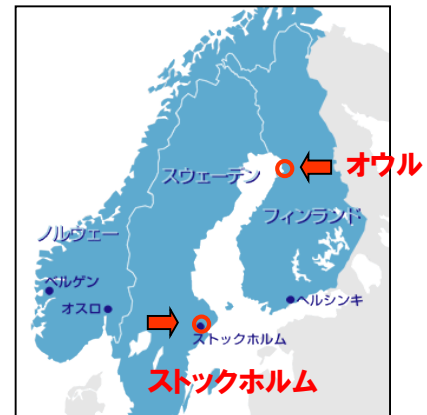 オウル
スウェーデン
フィンランド
ノルウェー
ベルゲン
オスロ
ヘルシンキ
ストックホルム
ストックホルム